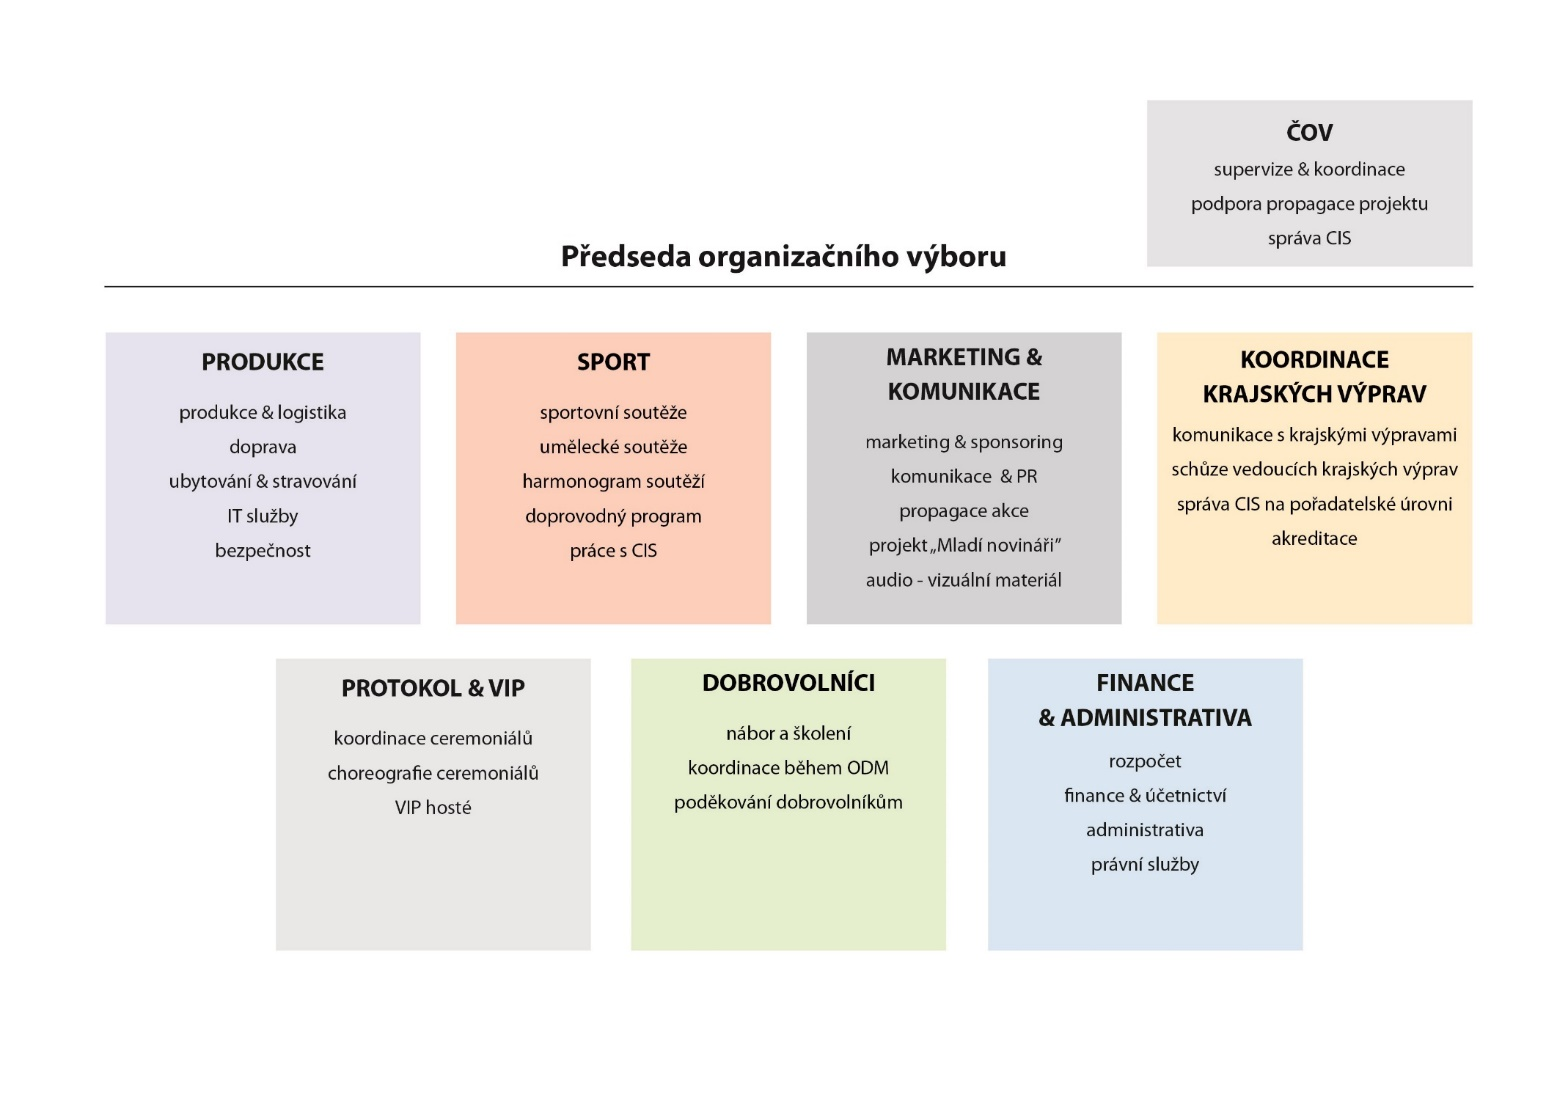 ČOV
supervize & koordinace
podpora propagace projektu
správa CIS
Předseda organizačního výboru
PRODUKCE
produkce & logistika
doprava
ubytování & stravování
IT služby
bezpečnost
SPORT
sportovní soutěže
umělecké soutěže
harmonogram soutěží
doprovodný program
práce s CIS
MARKETING &
KOMUNIKACE
marketing & sponsoring
komunikace & PR
propagace akce
projekt „Mladí novináři”
audio - vizuální materiál
KOORDINACE
KRAJSKÝCH VÝPRAV
komunikace s krajskými výpravami
schůze vedoucích krajských výprav
správa CIS na pořadatelské úrovni
akreditace
PROTOKOL & VIP
koordinace ceremoniálů
choreografie ceremoniálů
VIP hosté
DOBROVOLNÍCI
nábor a školení
koordinace během ODM
poděkování dobrovolníkům
FINANCE
& ADMINISTRATIVA
rozpočet
finance & účetnictví
administrativa
právní služby